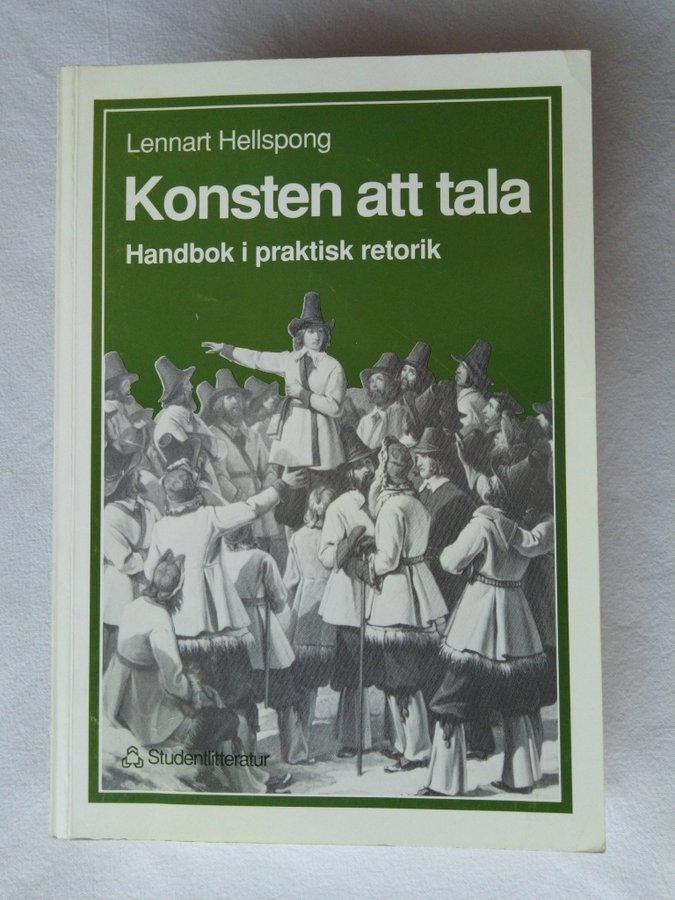 Lennart Hellspong
Konsten att tala
Handbok i praktisk retorik
Studentlitteratur